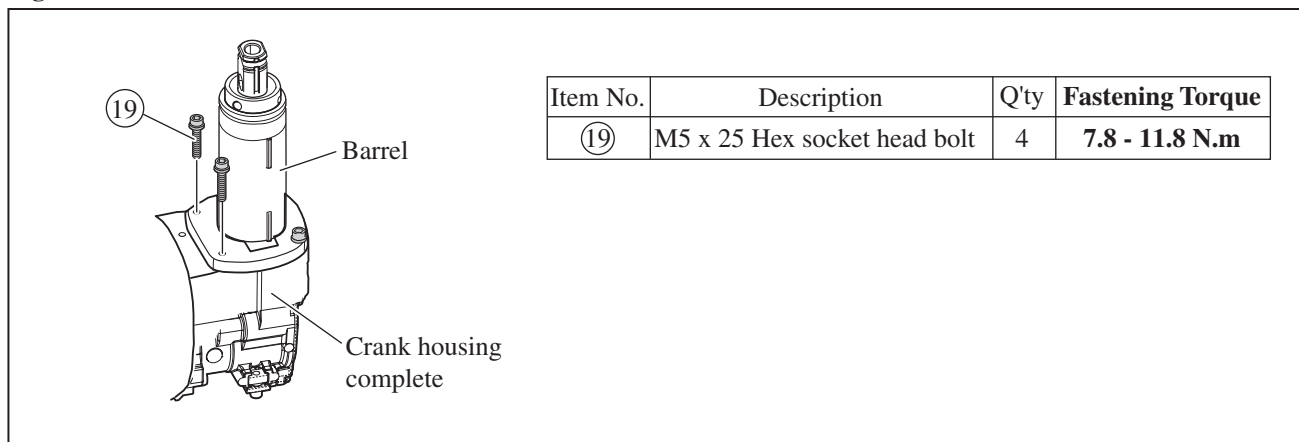 19
Barrel
Crank housing
complete
Item No. Description Q'ty Fastening Torque
19 M5 x 25 Hex socket head bolt 4 7.8 - 11.8 N.m